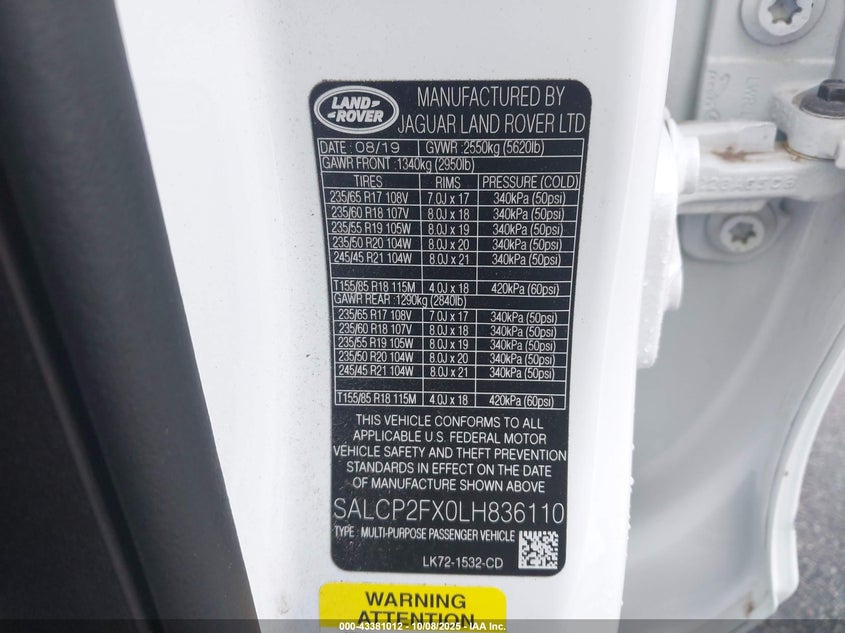 LAND-
-ROVER
MANUFACTURED BY
JAGUAR LAND ROVER LTD
DATE : 08/19 GVWR : 2550kg (5620lb)
GAWR FRONT : 1340kg (2950lb)
TIRES RIMS PRESSURE (COLD)
235/65 R17 108V 7.0J x 17 340kPa (50psi)
235/60 R18 107V 8.0J x 18 340kPa (50psi)
235/55 R19 105W 8.0J x 19 340kPa (50psi)
235/50 R20 104W 8.0J x 20 340kPa (50psi)
245/45 R21 104W 8.0J x 21 340kPa (50psi)
T155/85 R18 115M 4.0J x 18 420kPa (60psi)
GAWR REAR : 1290kg (2840lb)
235/65 R17 108V 7.0J x 17 340kPa (50psi)
235/60 R18 107V 8.0J x 18 340kPa (50psi)
235/55 R19 105W 8.0J x 19 340kPa (50psi)
235/50 R20 104W 8.0J x 20 340kPa (50psi)
245/45 R21 104W 8.0J x 21 340kPa (50psi)
T155/85 R18 115M 4.0J x 18 420kPa (60psi)
THIS VEHICLE CONFORMS TO ALL
APPLICABLE U.S. FEDERAL MOTOR
VEHICLE SAFETY AND THEFT PREVENTION
STANDARDS IN EFFECT ON THE DATE
OF MANUFACTURE SHOWN ABOVE
SALCP2FX0LH836110
TYPE : MULTI-PURPOSE PASSENGER VEHICLE
LK72-1532-CD
WARNING
ATTENTION
000-43381012 - 10/08/2025 - IAA Inc.